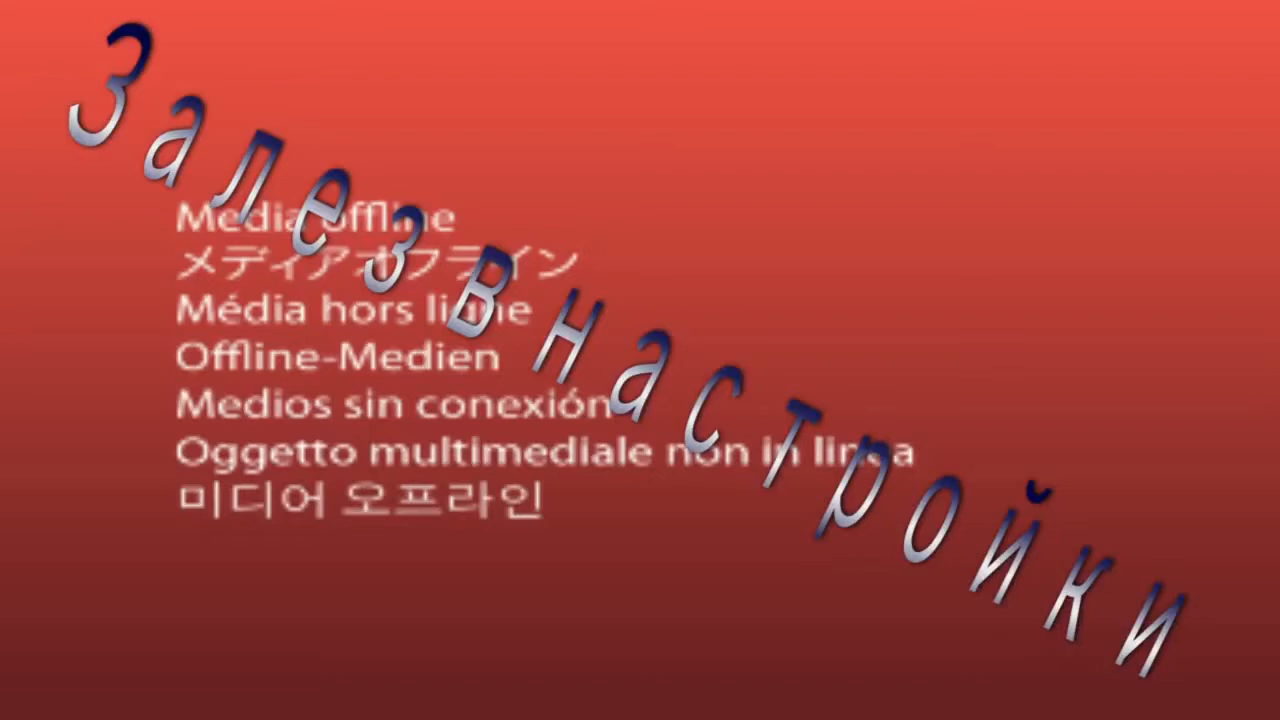 Залез в настройки
Media offline
メディアオフライン
Média hors ligne
Offline-Medien
Medios sin conexión
Oggetto multimediale non in linea
미디어 오프라인